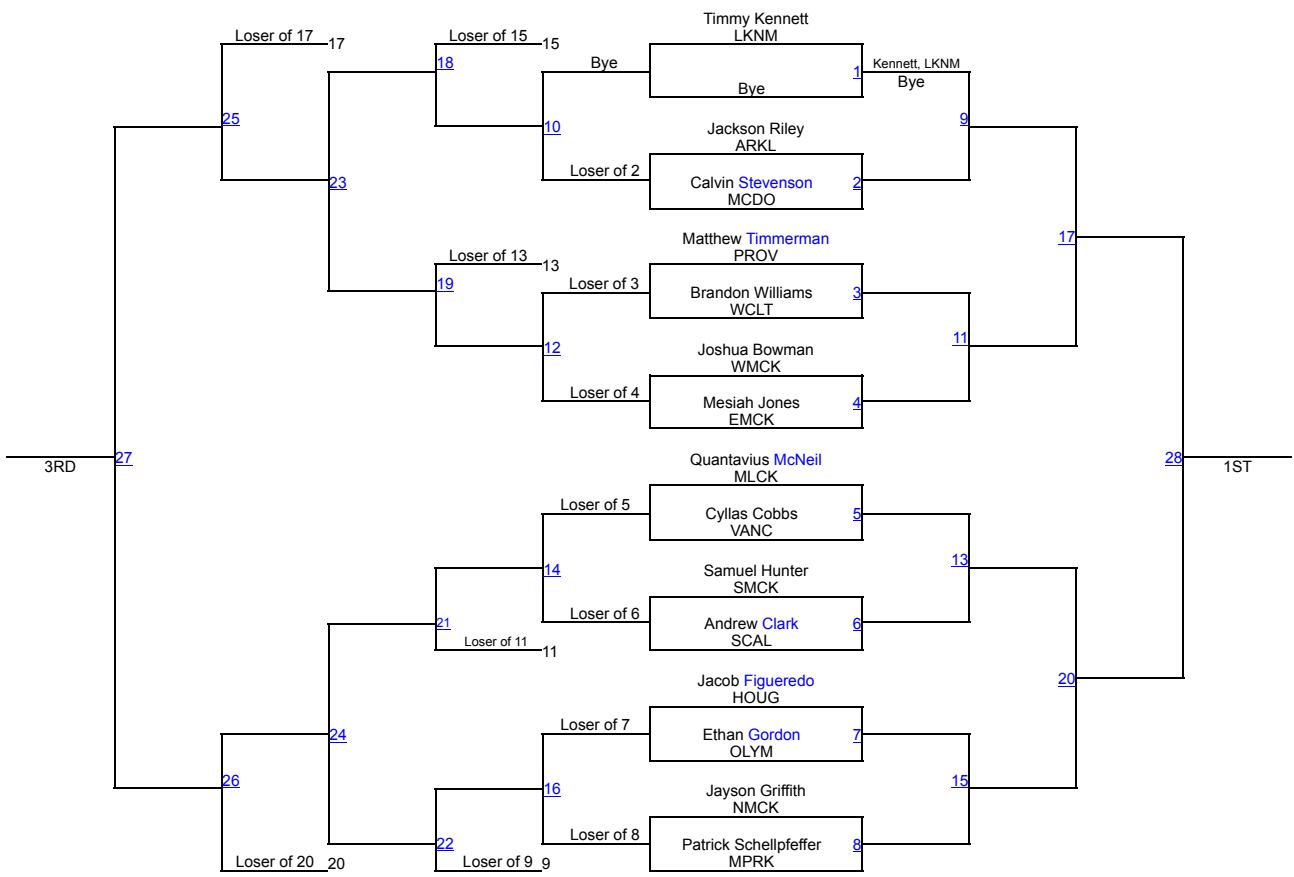 Timmy Kennett
LKNM
Loser of 17 17
Loser of 15 15
18
Bye
1
Kennett, LKNM
Bye
Bye
25
10
9
Jackson Riley
ARKL
Loser of 2
23
Calvin Stevenson
2
MCDO
Matthew Timmerman
17
PROV
Loser of 13 13
19
Loser of 3
Brandon Williams
3
WCLT
11
12
Joshua Bowman
WMCK
Loser of 4
Mesiah Jones
4
EMCK
3RD
27
Quantavius McNeil
28
1ST
MLCK
Loser of 5
Cyllas Cobbs
5
VANC
13
14
Samuel Hunter
SMCK
Loser of 6
21
Andrew Clark
6
SCAL
Loser of 11 11
Jacob Figueredo
20
HOUG
Loser of 7
24
Ethan Gordon
7
OLYM
26
16
15
Jayson Griffith
NMCK
Loser of 8
22
Patrick Schellpfeffer
8
MPRK
Loser of 20 20
Loser of 9 9